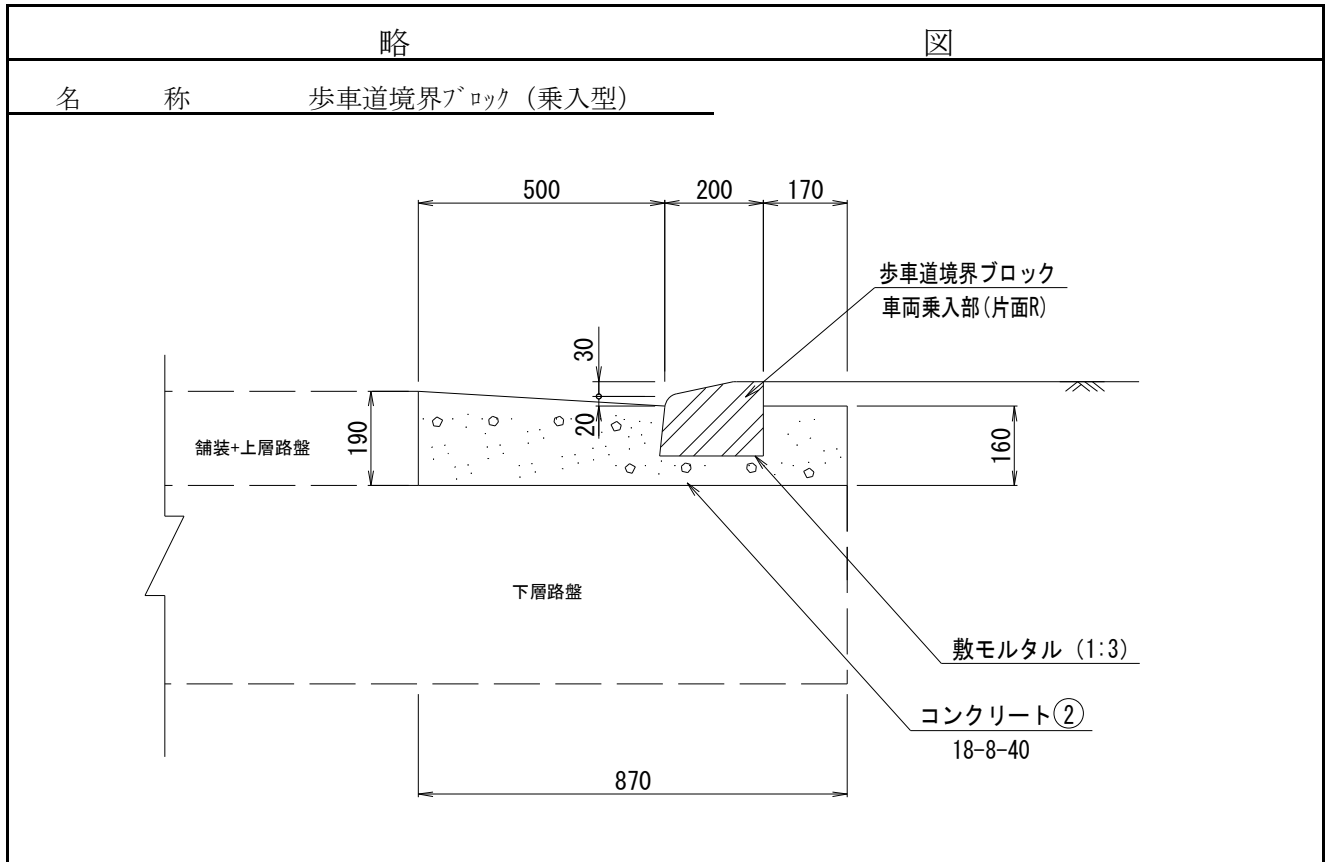 略 図
名 称 歩車道境界ﾌﾞﾛｯｸ (乗入型)
500 200 170
歩車道境界ブロック
車両乗入部(片面R)
30
20
舗装+上層路盤
190
160
下層路盤
敷モルタル (1:3)
コンクリート②
18-8-40
870